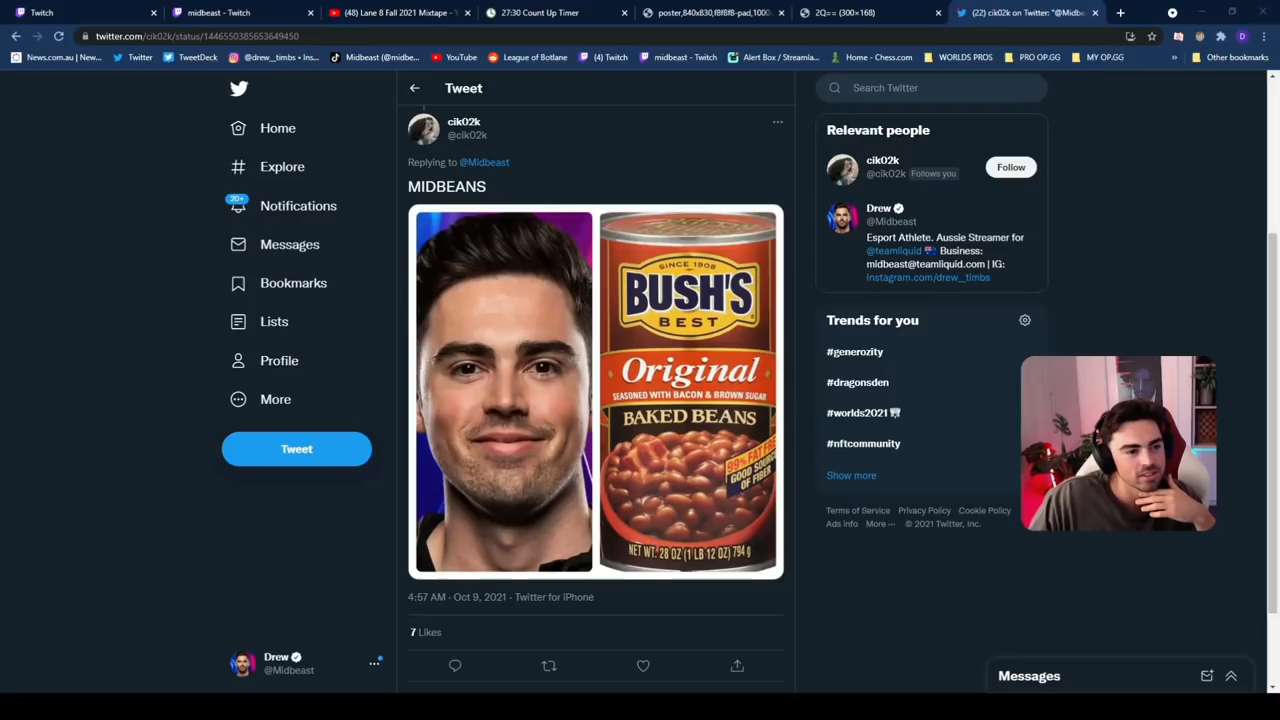 Twitch
midbeast - Twitch
(48) Lane 8 Fall 2021 Mixtape -
27:30 Count Up Timer
poster,840x830,f8f8f8-pad,1000
2Q== (300×168)
(22) cik02k on Twitter: "@Midbe
twitter.com/cik02k/status/1446550385653649450
News.com.au | New...
Twitter
TweetDeck
@drew__timbs • Ins...
Midbeast (@midbe...
YouTube
League of Botlane
(4) Twitch
midbeast - Twitch
Alert Box / Streamla...
Home - Chess.com
WORLDS PROS
PRO OP.GG
MY OP.GG
»
Other bookmarks
Home
Explore
20+
Notifications
Messages
Bookmarks
Lists
Profile
More
Tweet
Drew
@Midbeast
Tweet
cik02k
@cik02k
Replying to @Midbeast
MIDBEANS
SINCE 1908
BUSH'S
BEST
Original
SEASONED WITH BACON & BROWN SUGAR
BAKED BEANS
99% FAT FREE
GOOD SOURCE
OF FIBER
NET WT. 28 OZ (1 LB 12 OZ) 794 g
4:57 AM · Oct 9, 2021 · Twitter for iPhone
7 Likes
Search Twitter
Relevant people
cik02k
@cik02k Follows you
Follow
Drew
@Midbeast
Esport Athlete. Aussie Streamer for
@teamliquid Business:
midbeast@teamliquid.com | IG:
instagram.com/drew__timbs
Trends for you
#generozity
#dragonsden
#worlds2021
#nftcommunity
Show more
Terms of Service Privacy Policy Cookie Policy
Ads info More ··· © 2021 Twitter, Inc.
Messages